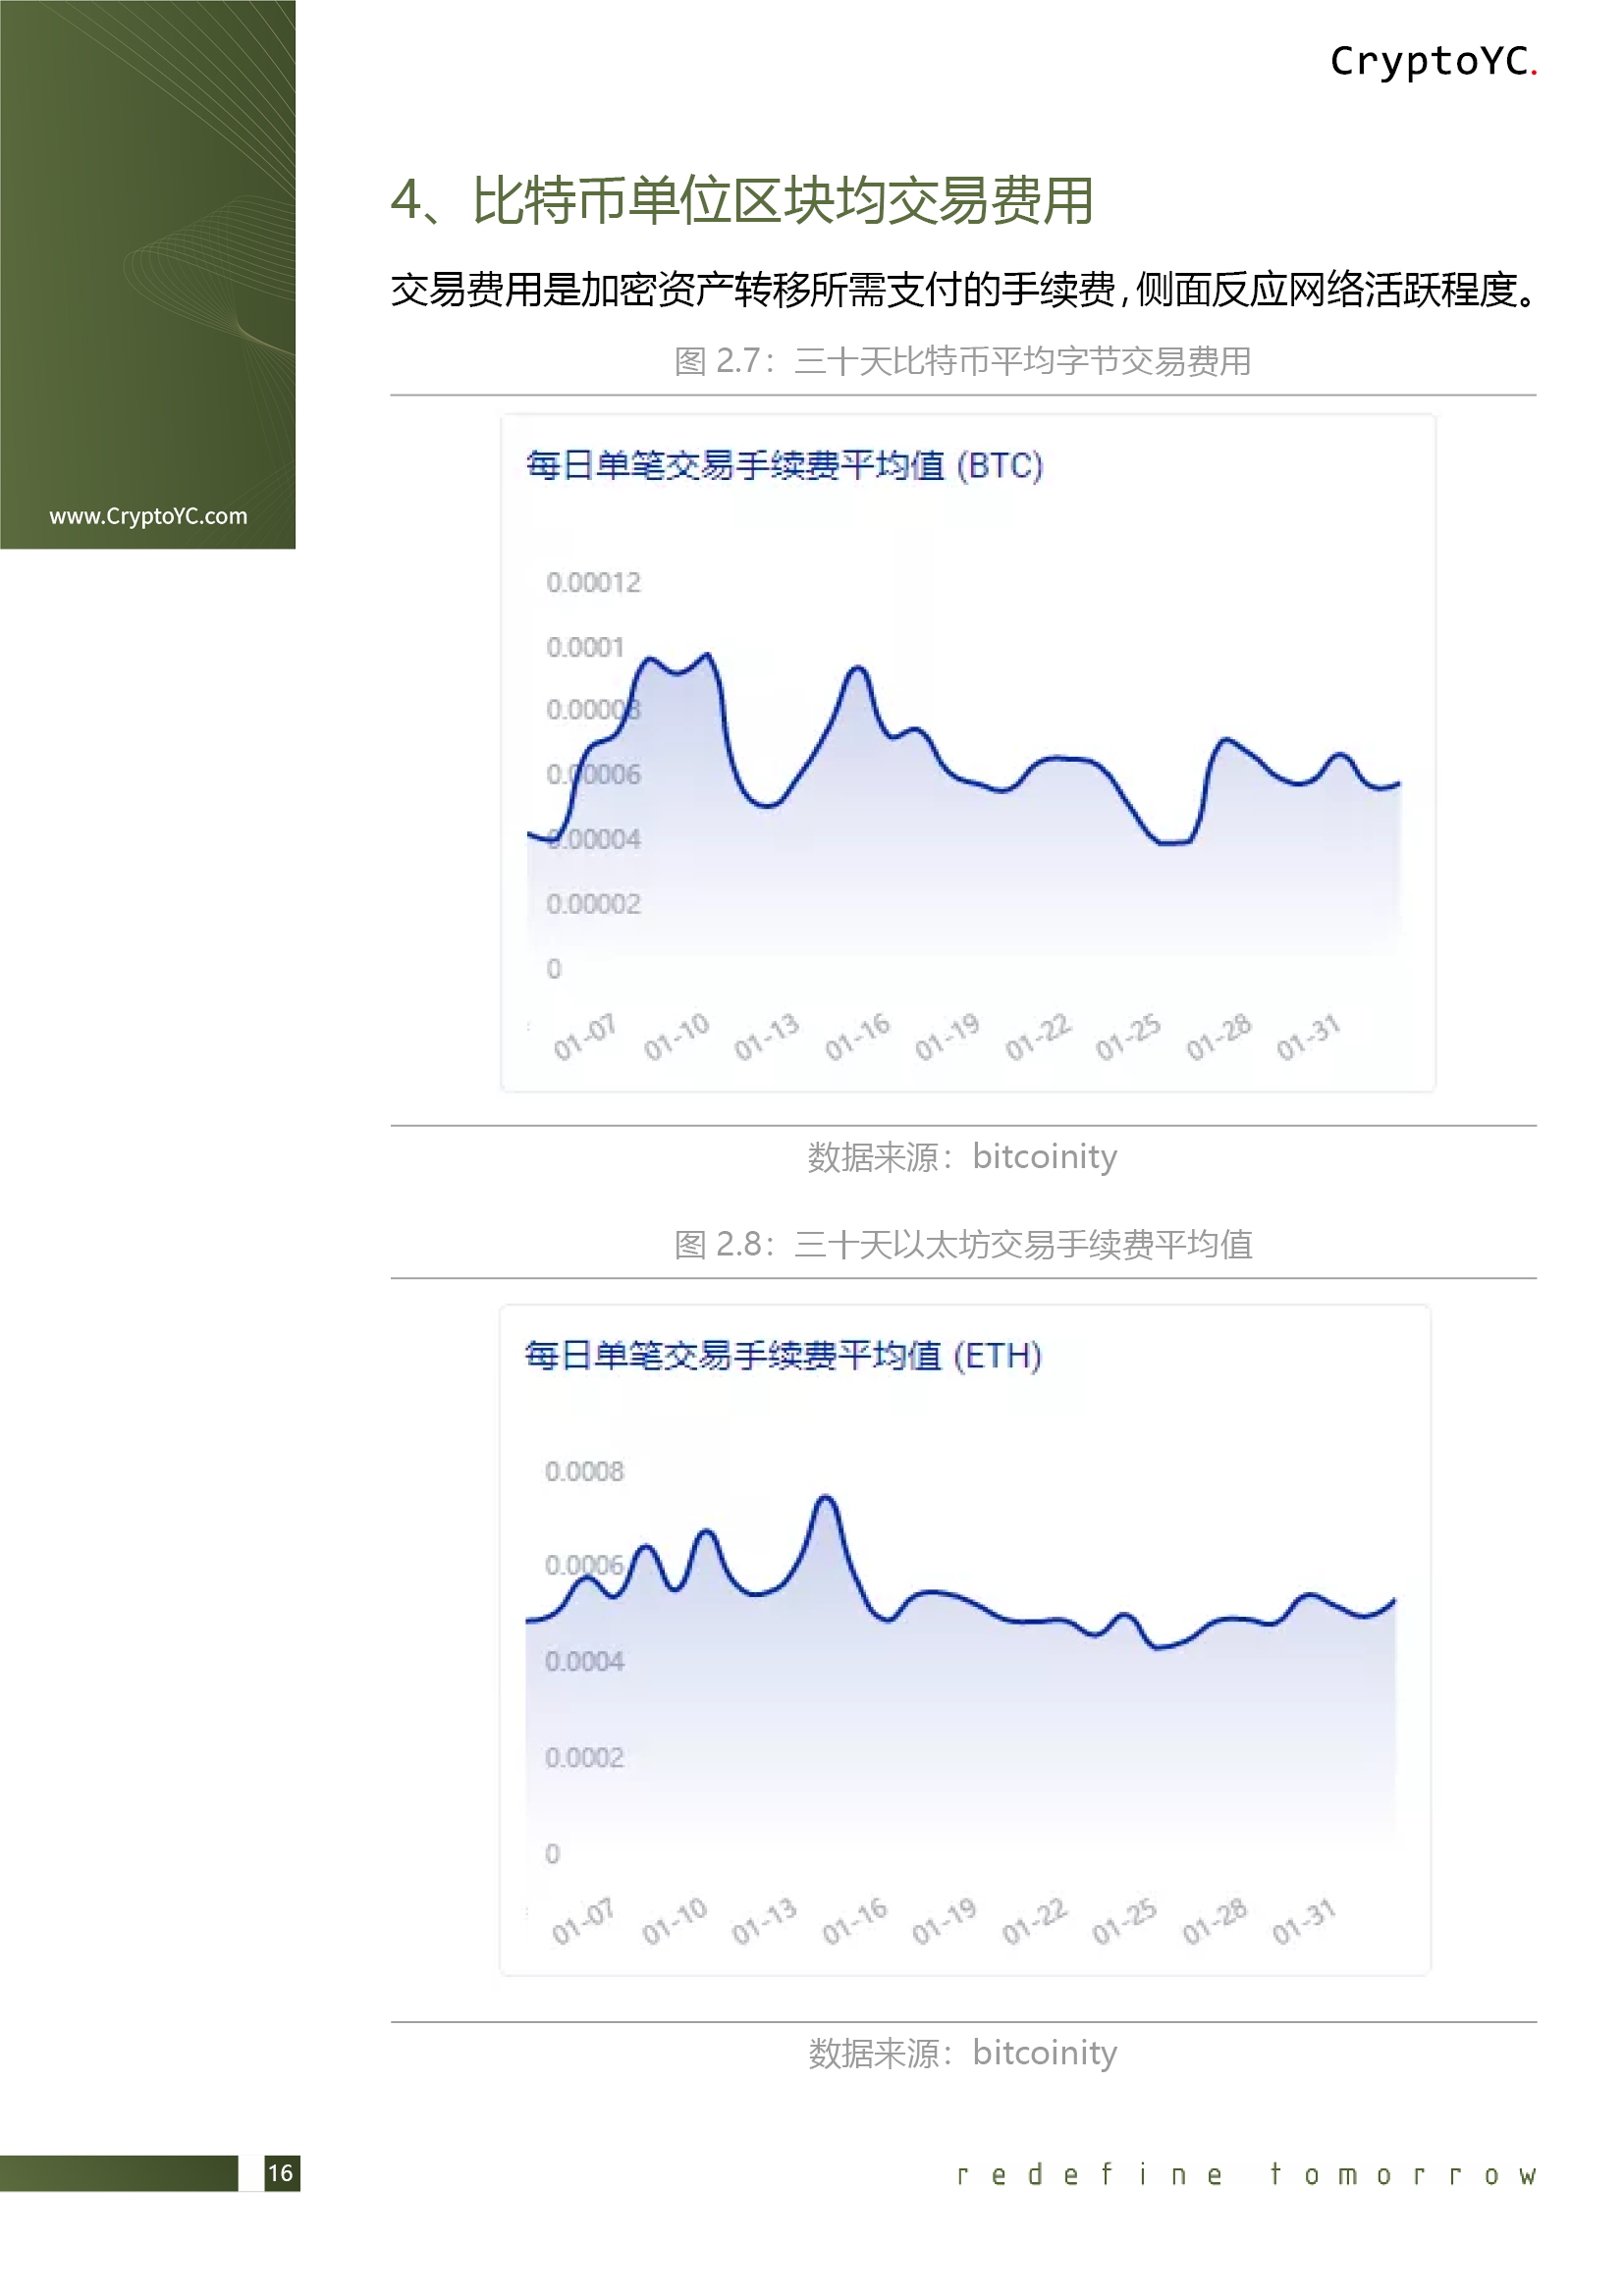 CryptoYC.
www.CryptoYC.com
4、比特币单位区块均交易费用
交易费用是加密资产转移所需支付的手续费，侧面反应网络活跃程度。
图 2.7：三十天比特币平均字节交易费用
每日单笔交易手续费平均值 (BTC)
0.00012
0.0001
0.00008
0.00006
0.00004
0.00002
0
01-07 01-10 01-13 01-16 01-19 01-22 01-25 01-28 01-31
数据来源：bitcoinity
图 2.8：三十天以太坊交易手续费平均值
每日单笔交易手续费平均值 (ETH)
0.0008
0.0006
0.0004
0.0002
0
01-07 01-10 01-13 01-16 01-19 01-22 01-25 01-28 01-31
数据来源：bitcoinity
16
redefine tomorrow